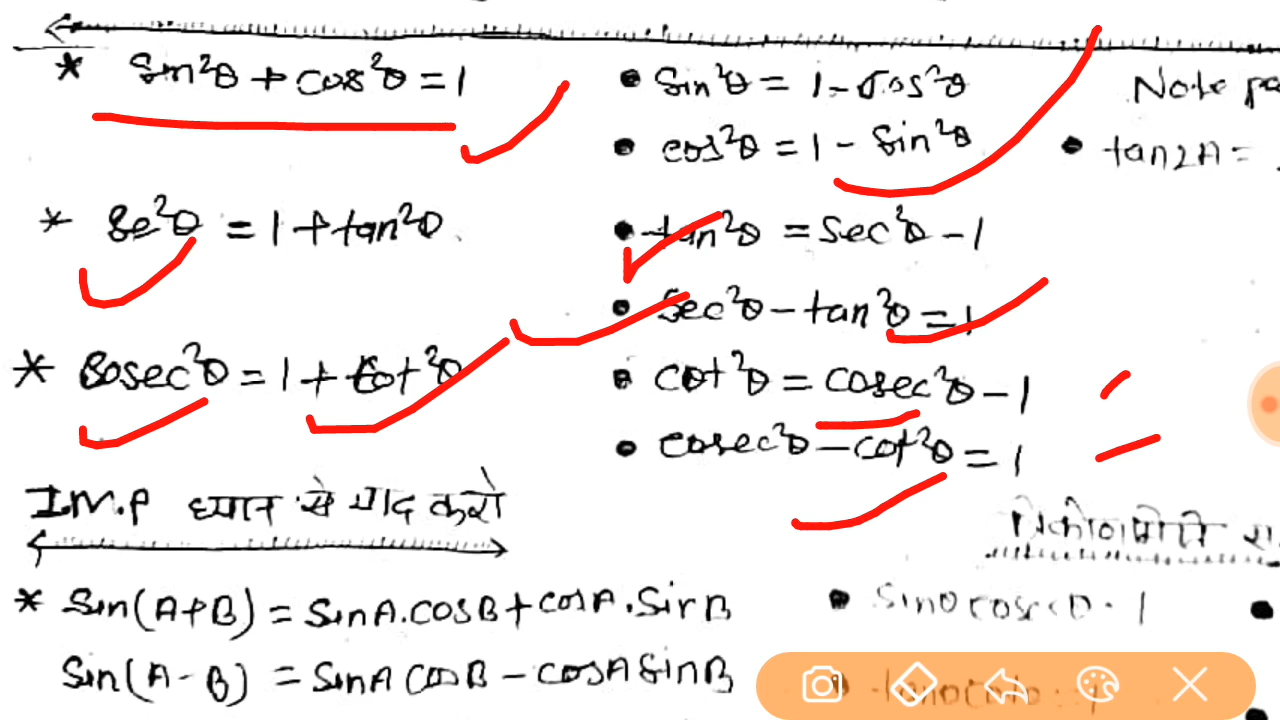 * Sin²θ + cos²θ = 1
* Se²θ = 1 + tan²θ
* Cosec²θ = 1 + Cot²θ
I.M.P ध्यान से याद करो
* Sin(A+B) = SinA.COSB + cosA.SinB
Sin(A-B) = SinA COSB - COSA SinB
• Sin²θ = 1 - Cos²θ
• cos²θ = 1 - Sin²θ
• tan²θ = Sec²θ - 1
• Sec²θ - tan²θ = 1
• cot²θ = cosec²θ - 1
• cosec²θ - cot²θ = 1
Note
• tan2A =